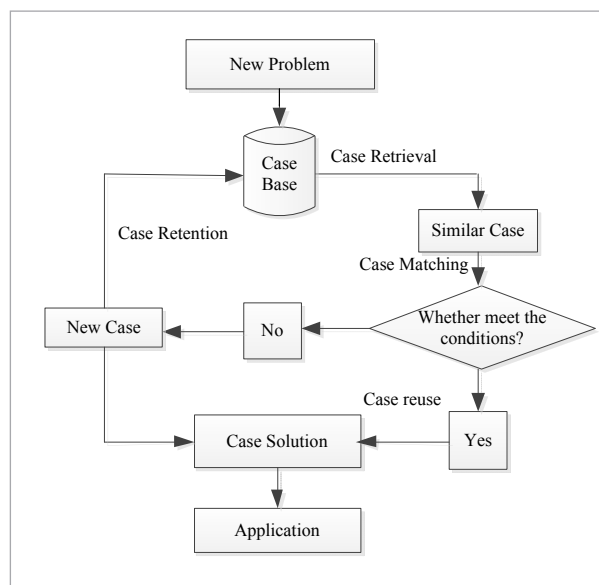 New Problem
Case
Base
Case Retrieval
Similar Case
Case Retention
Case Matching
Whether meet the
conditions?
No
New Case
Case reuse
Yes
Case Solution
Application